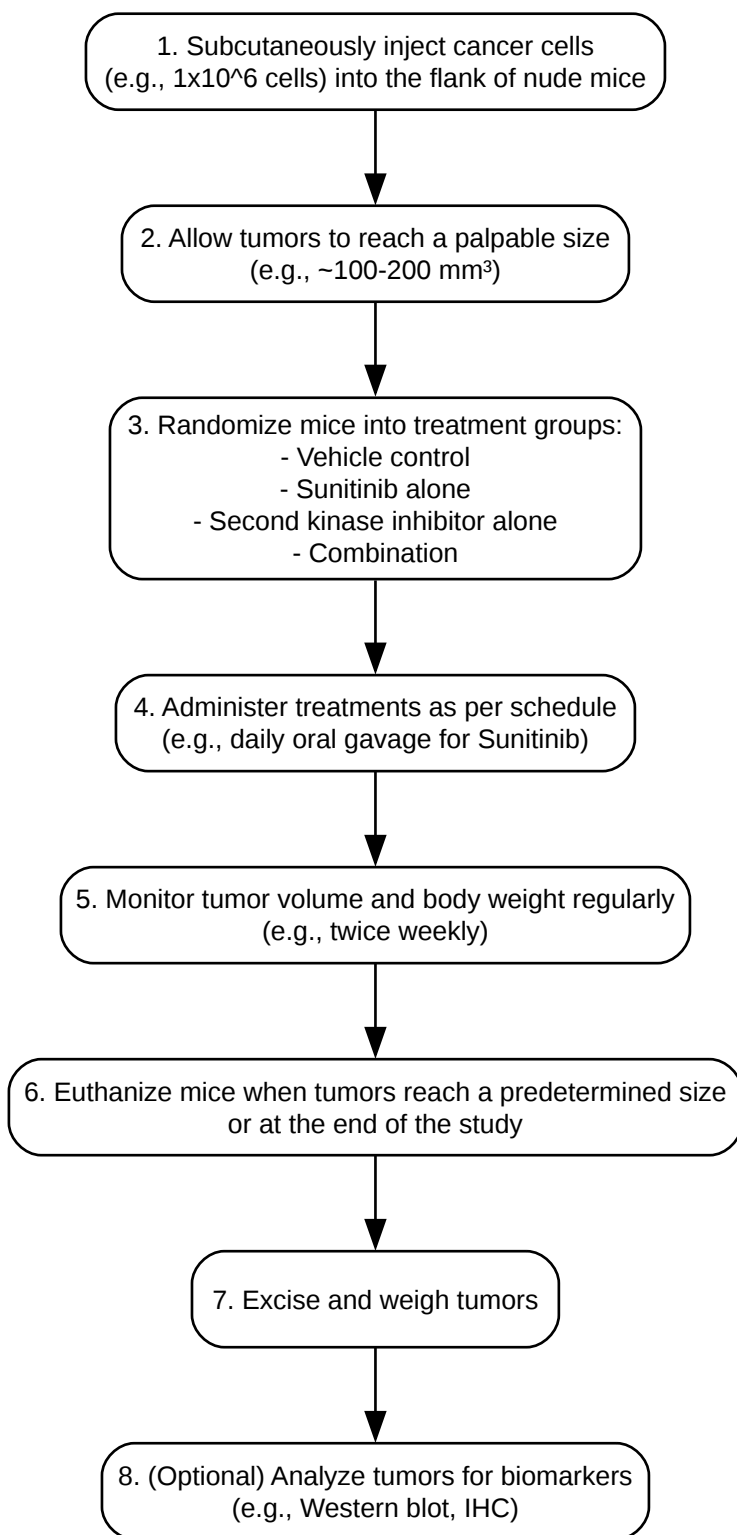 1. Subcutaneously inject cancer cells
(e.g., 1x10^6 cells) into the flank of nude mice
2. Allow tumors to reach a palpable size
(e.g., ~100-200 mm³)
3. Randomize mice into treatment groups:
- Vehicle control
- Sunitinib alone
- Second kinase inhibitor alone
- Combination
4. Administer treatments as per schedule
(e.g., daily oral gavage for Sunitinib)
5. Monitor tumor volume and body weight regularly
(e.g., twice weekly)
6. Euthanize mice when tumors reach a predetermined size
or at the end of the study
7. Excise and weigh tumors
8. (Optional) Analyze tumors for biomarkers
(e.g., Western blot, IHC)